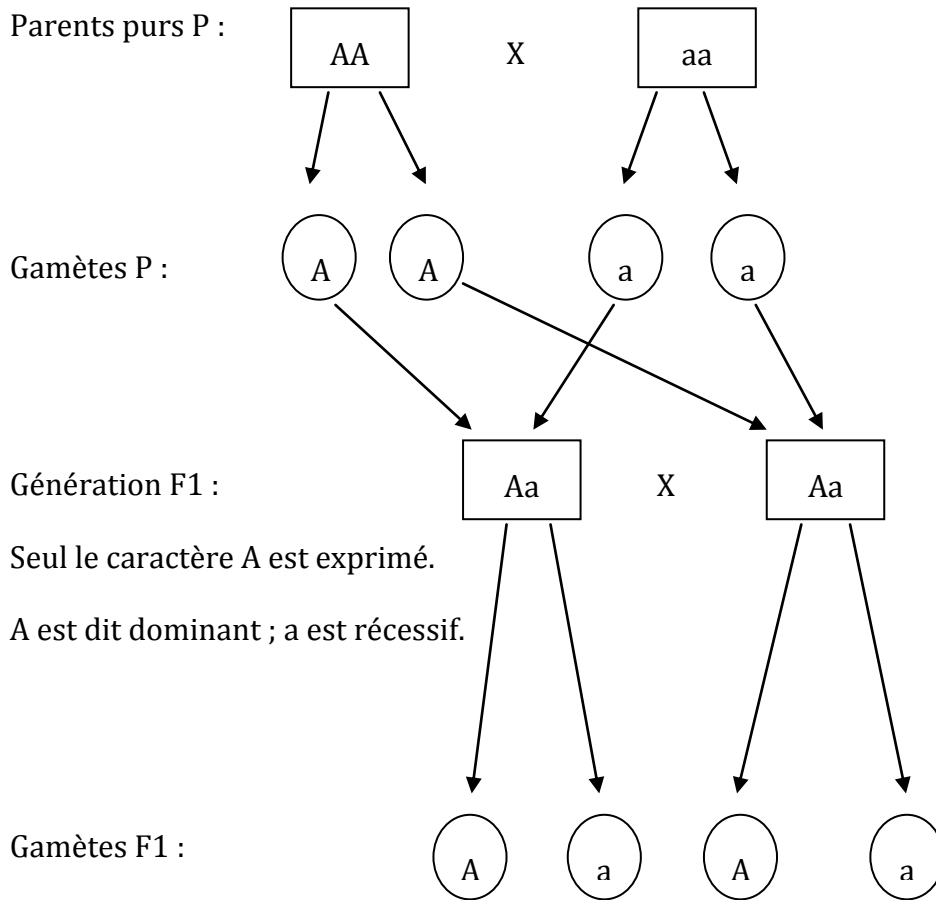 Parents purs P :
AA X aa
Gamètes P :
A A a a
Génération F1 :
Aa X Aa
Seul le caractère A est exprimé.
A est dit dominant ; a est récessif.
Gamètes F1 :
A a A a